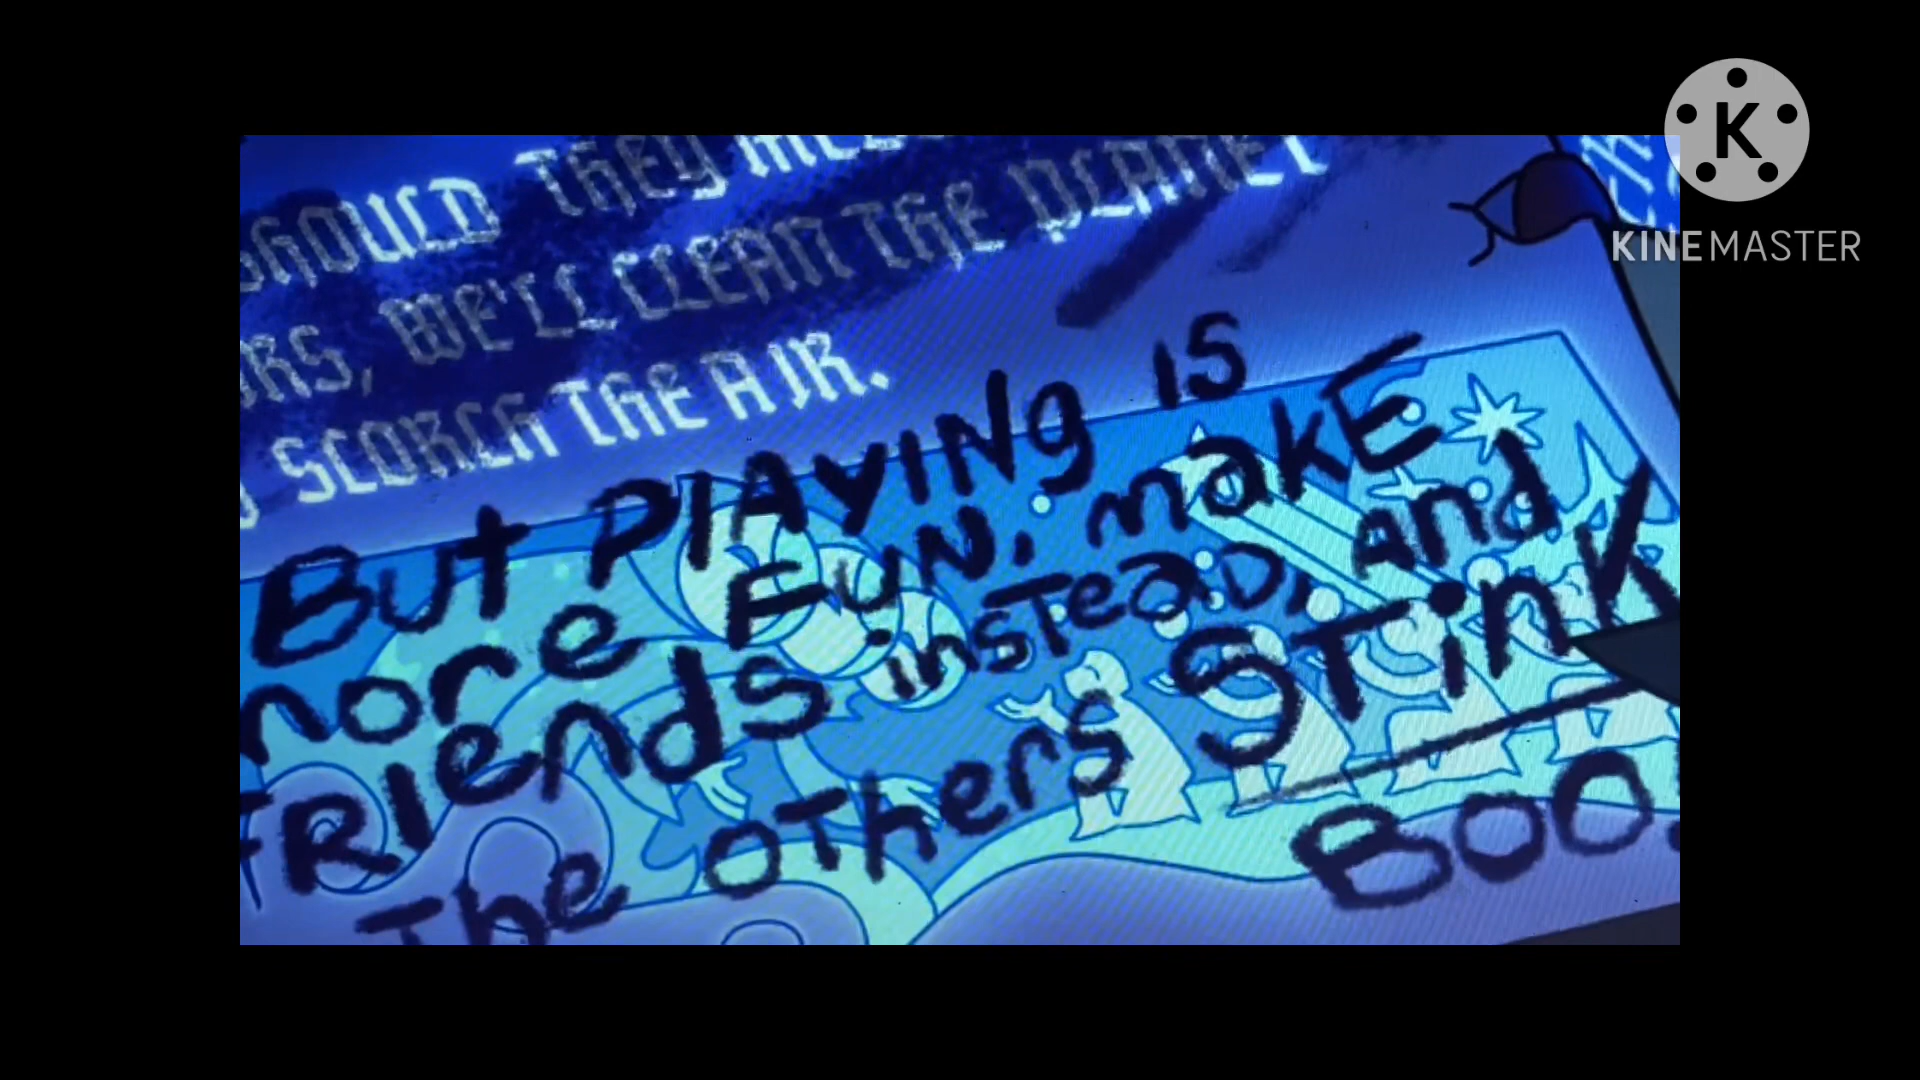 SHOULD THEY
WE'LL CLEAN THE PLANET
SCORCH THE AIR.
But PlAYINg IS
more FUN, makE
FRIends insTeaD, and
The oThers STinK
BOO!
K
KINEMASTER